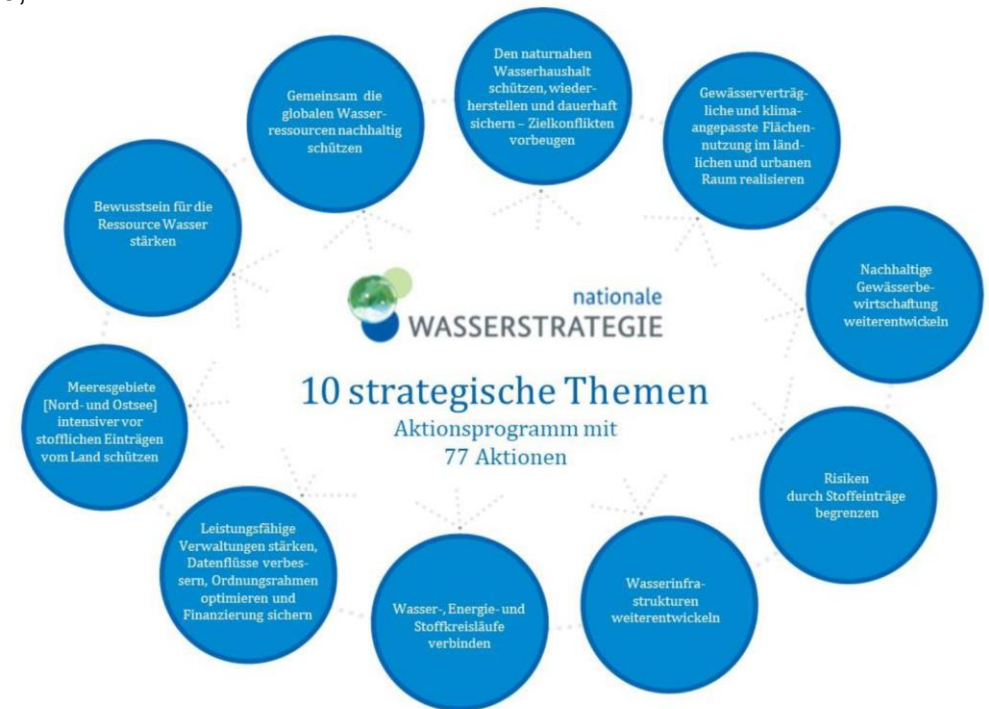 Den naturnahen
Wasserhaushalt
schützen, wieder-
herstellen und dauerhaft
sichern – Zielkonflikten
vorbeugen
Gewässerverträg-
liche und klima-
angepasste Flächen-
nutzung im länd-
lichen und urbanen
Raum realisieren
Nachhaltige
Gewässerbe-
wirtschaftung
weiterentwickeln
Risiken
durch Stoffeinträge
begrenzen
Wasserinfra-
strukturen
weiterentwickeln
Wasser-, Energie- und
Stoffkreisläufe
verbinden
Leistungsfähige
Verwaltungen stärken,
Datenflüsse verbes-
sern, Ordnungsrahmen
optimieren und
Finanzierung sichern
Meeresgebiete
[Nord- und Ostsee]
intensiver vor
stofflichen Einträgen
vom Land schützen
Bewusstsein für die
Ressource Wasser
stärken
Gemeinsam die
globalen Wasser-
ressourcen nachhaltig
schützen
nationale
WASSERSTRATEGIE
10 strategische Themen
Aktionsprogramm mit
77 Aktionen